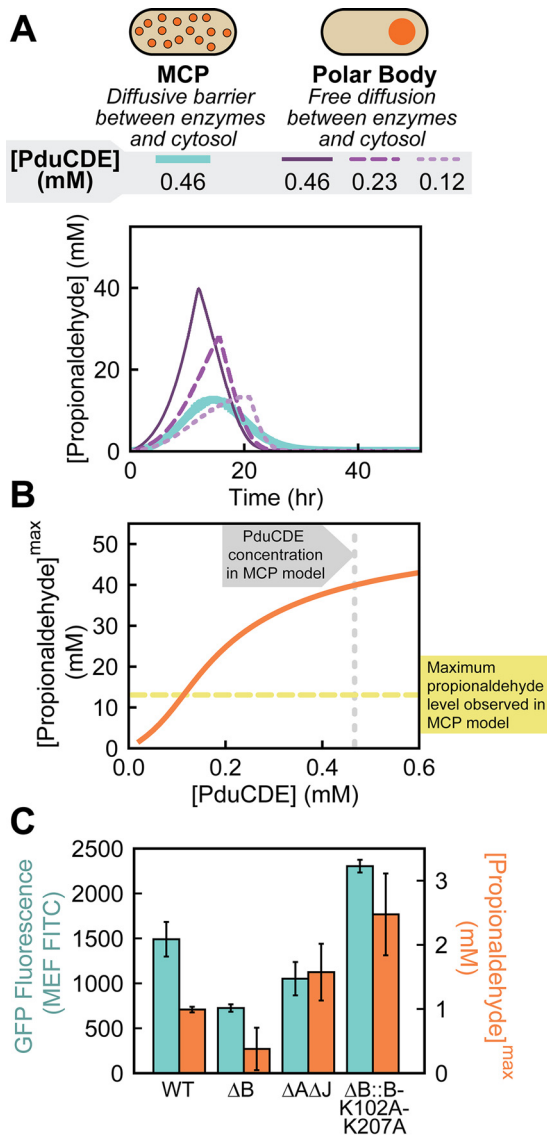 A
MCP
Diffusive barrier
between enzymes
and cytosol
Polar Body
Free diffusion
between enzymes
and cytosol
[PduCDE]
(mM)
0.46
0.46
0.23
0.12
[Propionaldehyde] (mM)
40
20
0
0
20
40
Time (hr)
B
[Propionaldehyde]max
(mM)
50
40
30
20
10
0
PduCDE
concentration
in MCP model
Maximum
propionaldehyde
level observed in
MCP model
0.0
0.2
0.4
0.6
[PduCDE] (mM)
C
GFP Fluorescence
(MEF FITC)
2500
2000
1500
1000
500
0
3
2
1
0
[Propionaldehyde]max
(mM)
WT
ΔB
ΔAΔJ
ΔB::B-
K102A-
K207A